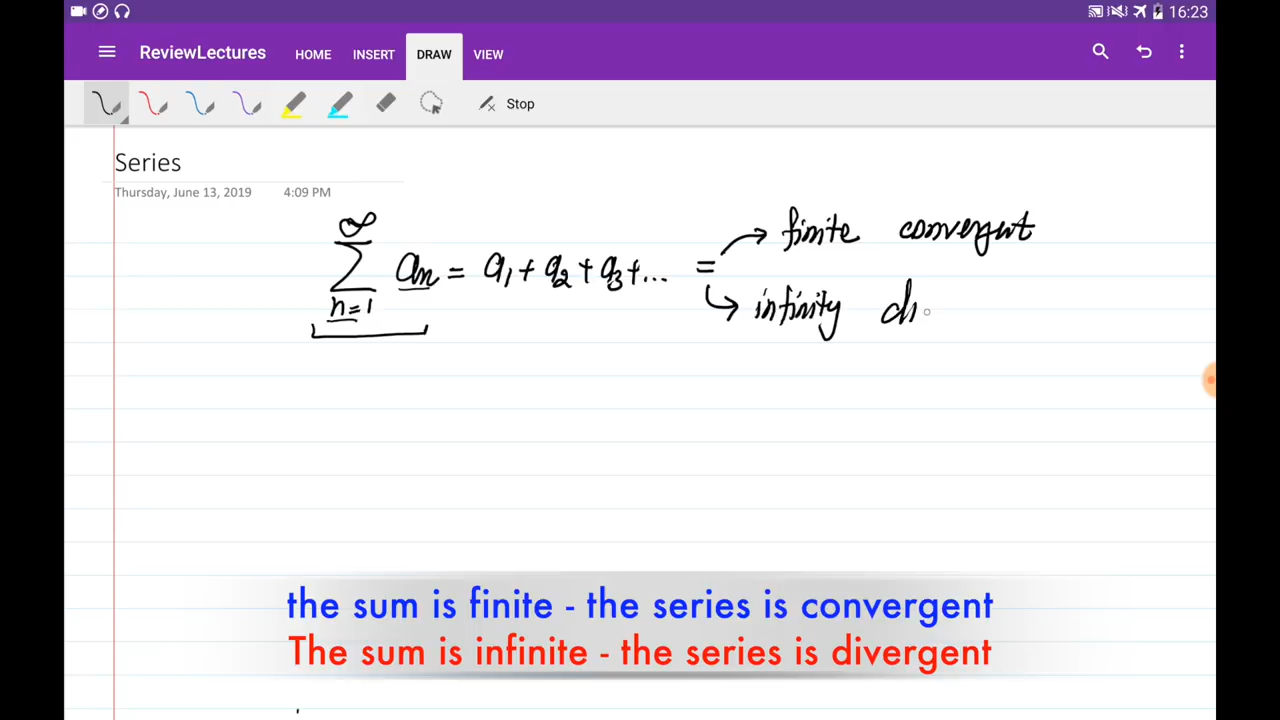 16:23
ReviewLectures HOME INSERT DRAW VIEW
Stop
Series
Thursday, June 13, 2019 4:09 PM
∞
∑ aₙ = a₁ + a₂ + a₃ + ... = finite convergent
n=1 infinity di
the sum is finite - the series is convergent
The sum is infinite - the series is divergent